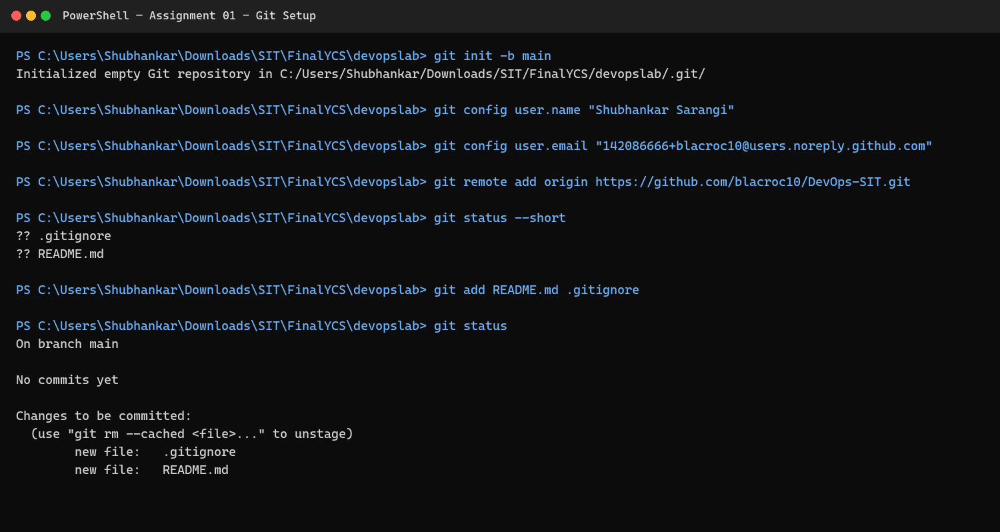 PowerShell — Assignment 01 - Git Setup
PS C:\Users\Shubhankar\Downloads\SIT\FinalYCS\devopslab> git init -b main
Initialized empty Git repository in C:/Users/Shubhankar/Downloads/SIT/FinalYCS/devopslab/.git/
PS C:\Users\Shubhankar\Downloads\SIT\FinalYCS\devopslab> git config user.name "Shubhankar Sarangi"
PS C:\Users\Shubhankar\Downloads\SIT\FinalYCS\devopslab> git config user.email "142086666+blacroc10@users.noreply.github.com"
PS C:\Users\Shubhankar\Downloads\SIT\FinalYCS\devopslab> git remote add origin https://github.com/blacroc10/DevOps-SIT.git
PS C:\Users\Shubhankar\Downloads\SIT\FinalYCS\devopslab> git status --short
?? .gitignore
?? README.md
PS C:\Users\Shubhankar\Downloads\SIT\FinalYCS\devopslab> git add README.md .gitignore
PS C:\Users\Shubhankar\Downloads\SIT\FinalYCS\devopslab> git status
On branch main
No commits yet
Changes to be committed:
  (use "git rm --cached <file>..." to unstage)
        new file:   .gitignore
        new file:   README.md